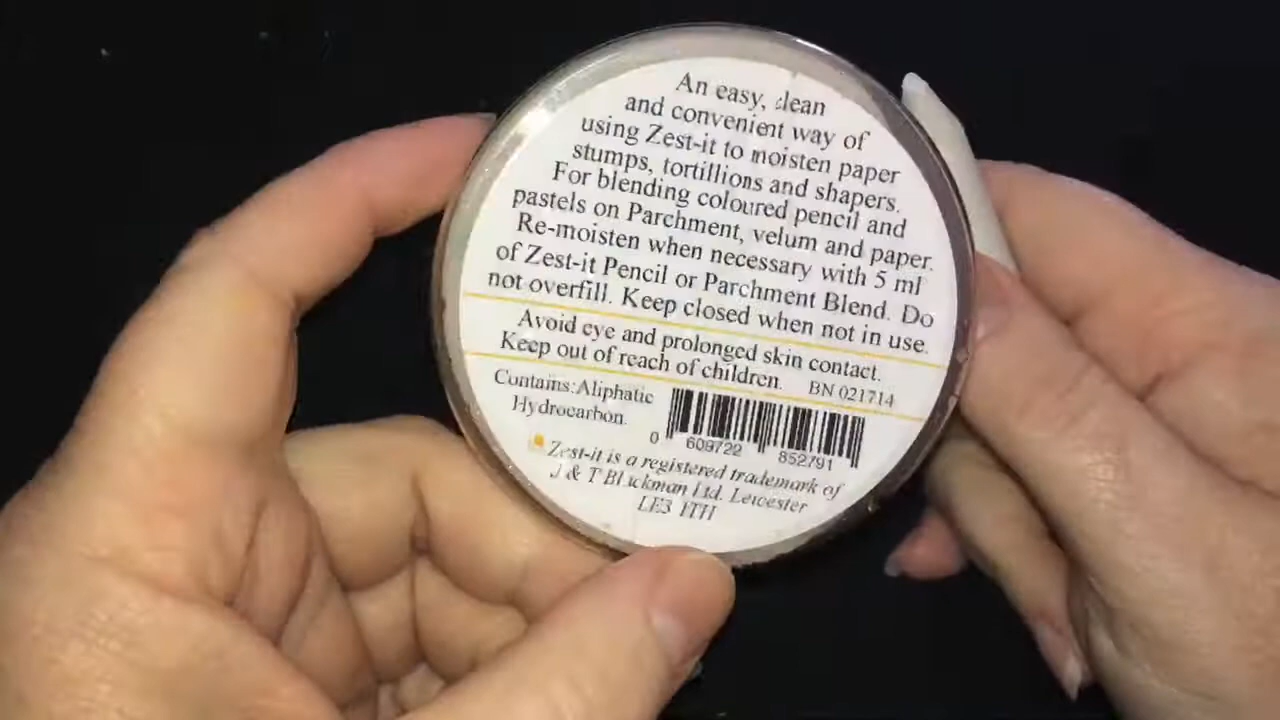 An easy, clean
and convenient way of
using Zest-it to moisten paper
stumps, tortillions and shapers.
For blending coloured pencil and
pastels on Parchment, velum and paper.
Re-moisten when necessary with 5 ml
of Zest-it Pencil or Parchment Blend. Do
not overfill. Keep closed when not in use.
Avoid eye and prolonged skin contact.
Keep out of reach of children. BN 021714
Contains:Aliphatic
Hydrocarbon.
0 609722 852791
Zest-it is a registered trademark of
J & T Blackman Ltd. Leicester
LE3 1TH